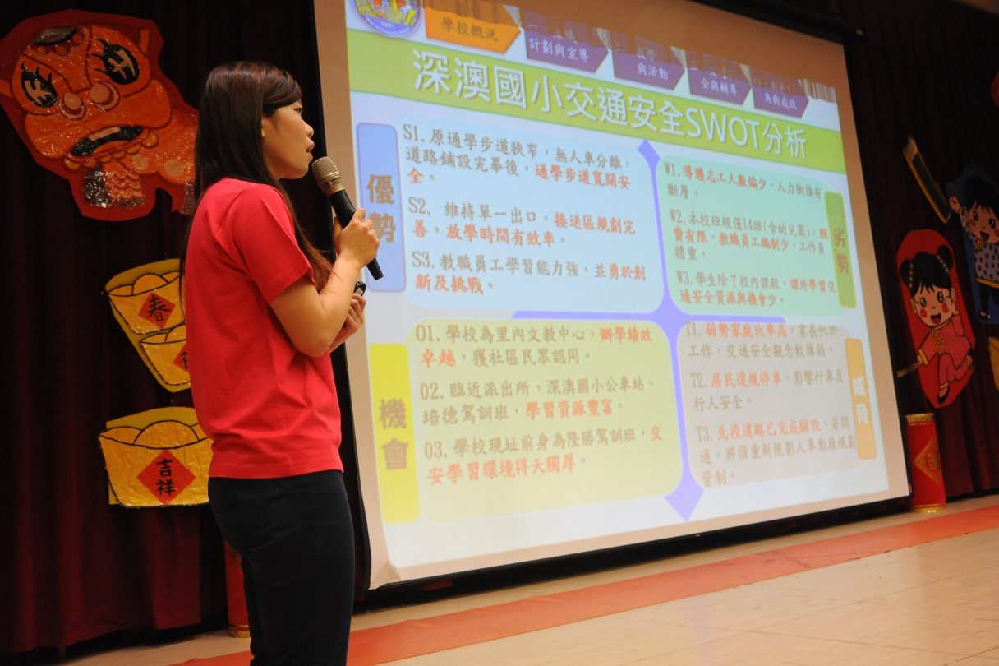 學校概況
計劃與宣導
與活動
全與輔導
為與成效
深澳國小交通安全SWOT分析
優勢
S1. 原通學步道狹窄，無人車分離，
道路鋪設完畢後，通學步道寬闊安
全。
S2. 維持單一出口，接送區規劃完
善，放學時間有效率。
S3. 教職員工學習能力強，並勇於創
新及挑戰。
W1. 導護志工人數偏少，人力銜接有
斷層。
W2. 本校班級僅14班(含幼兒園)，經
費有限，教職員工編制少，工作負
擔重。
W3. 學生除了校內課程，課外學習交
通安全資源與機會少。
劣勢
機會
O1. 學校為里內文教中心，辦學績效
卓越，獲社區民眾認同。
O2. 臨近派出所、深澳國小公車站、
培德駕訓班，學習資源豐富。
O3. 學校現址前身為隆勝駕訓班，交
安學習環境得天獨厚。
T1. 弱勢家庭比率高，家長忙於
工作，交通安全觀念較薄弱。
T2. 居民違規停車，影響行車及
行人安全。
T3. 北段道路已完成鋪設，若開
通，將須重新規劃人車動線規劃
管制。
威脅
春
吉祥